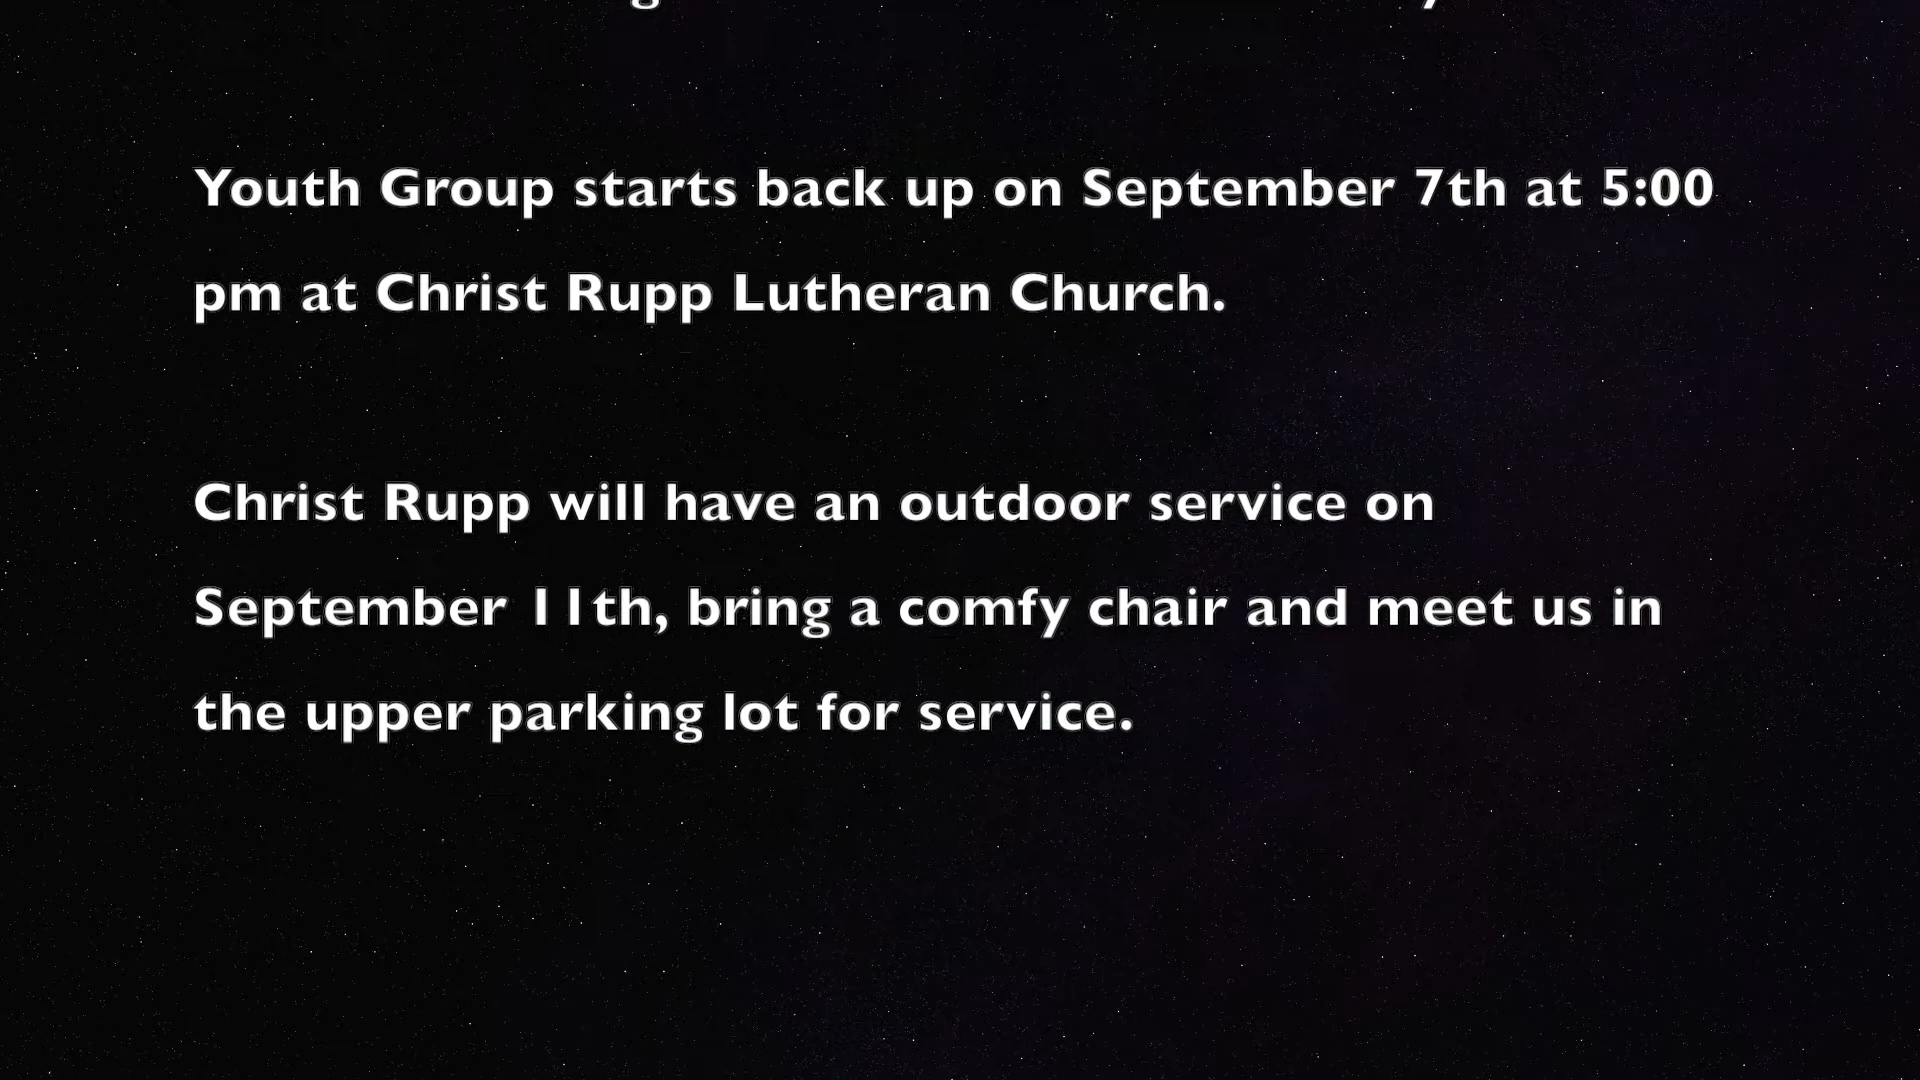 Youth Group starts back up on September 7th at 5:00
pm at Christ Rupp Lutheran Church.
Christ Rupp will have an outdoor service on
September 11th, bring a comfy chair and meet us in
the upper parking lot for service.